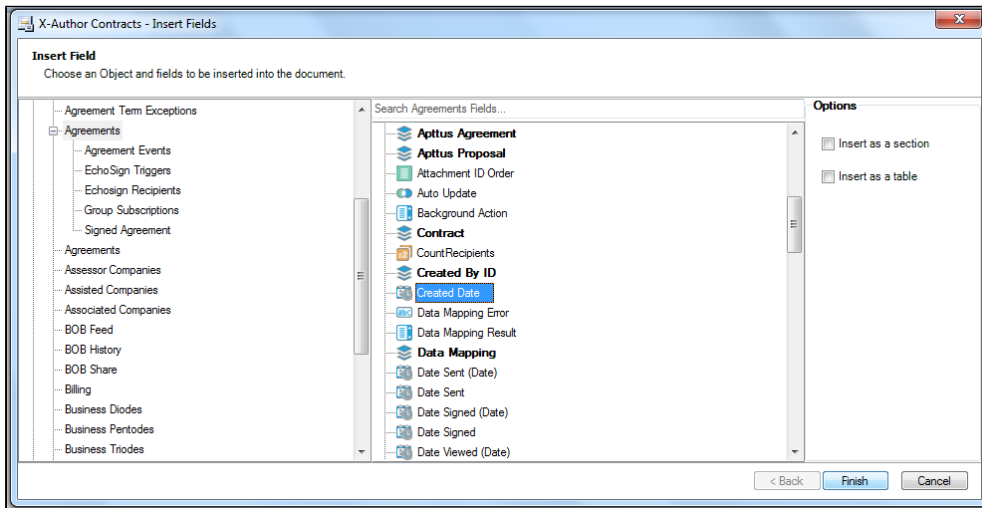 X-Author Contracts - Insert Fields
Insert Field
Choose an Object and fields to be inserted into the document.
Agreement Term Exceptions
Agreements
Agreement Events
EchoSign Triggers
Echosign Recipients
Group Subscriptions
Signed Agreement
Agreements
Assessor Companies
Assisted Companies
Associated Companies
BOB Feed
BOB History
BOB Share
Billing
Business Diodes
Business Pentodes
Business Triodes
Search Agreements Fields...
Apttus Agreement
Apttus Proposal
Attachment ID Order
Auto Update
Background Action
Contract
CountRecipients
Created By ID
Created Date
Data Mapping Error
Data Mapping Result
Data Mapping
Date Sent (Date)
Date Sent
Date Signed (Date)
Date Signed
Date Viewed (Date)
Options
Insert as a section
Insert as a table
< Back
Finish
Cancel